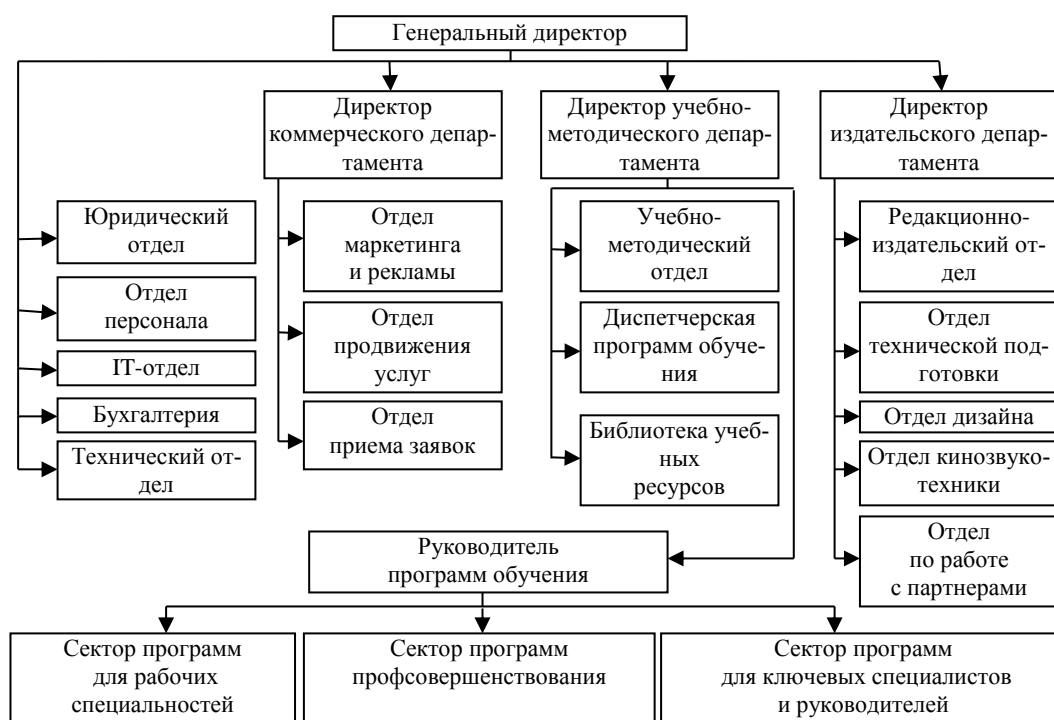 Генеральный директор
Директор
коммерческого депар-
тамента
Директор учебно-
методического депар-
тамента
Директор
издательского депар-
тамента
Юридический
отдел
Отдел
персонала
IT-отдел
Бухгалтерия
Технический от-
дел
Отдел
маркетинга
и рекламы
Отдел
продвижения
услуг
Отдел
приема заявок
Учебно-
методический
отдел
Диспетчерская
программ обуче-
ния
Библиотека учеб-
ных
ресурсов
Редакционно-
издательский от-
дел
Отдел
технической под-
готовки
Отдел дизайна
Отдел кинозвуко-
техники
Отдел
по работе
с партнерами
Руководитель
программ обучения
Сектор программ
для рабочих
специальностей
Сектор программ
профсовершенствования
Сектор программ
для ключевых специалистов
и руководителей